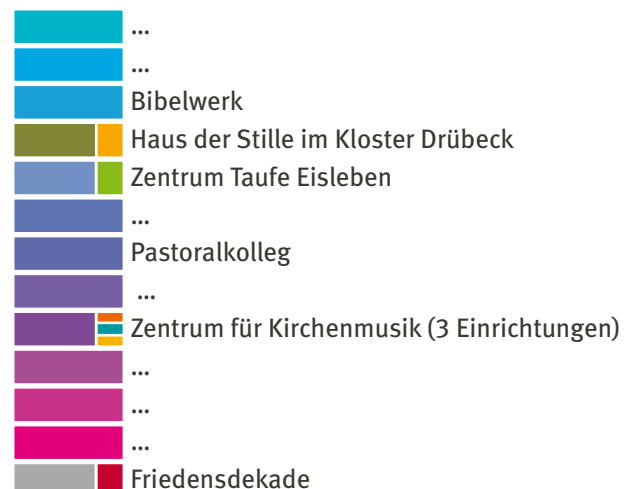 ...
...
Bibelwerk
Haus der Stille im Kloster Drübeck
Zentrum Taufe Eisleben
...
Pastoralkolleg
...
Zentrum für Kirchenmusik (3 Einrichtungen)
...
...
...
Friedensdekade